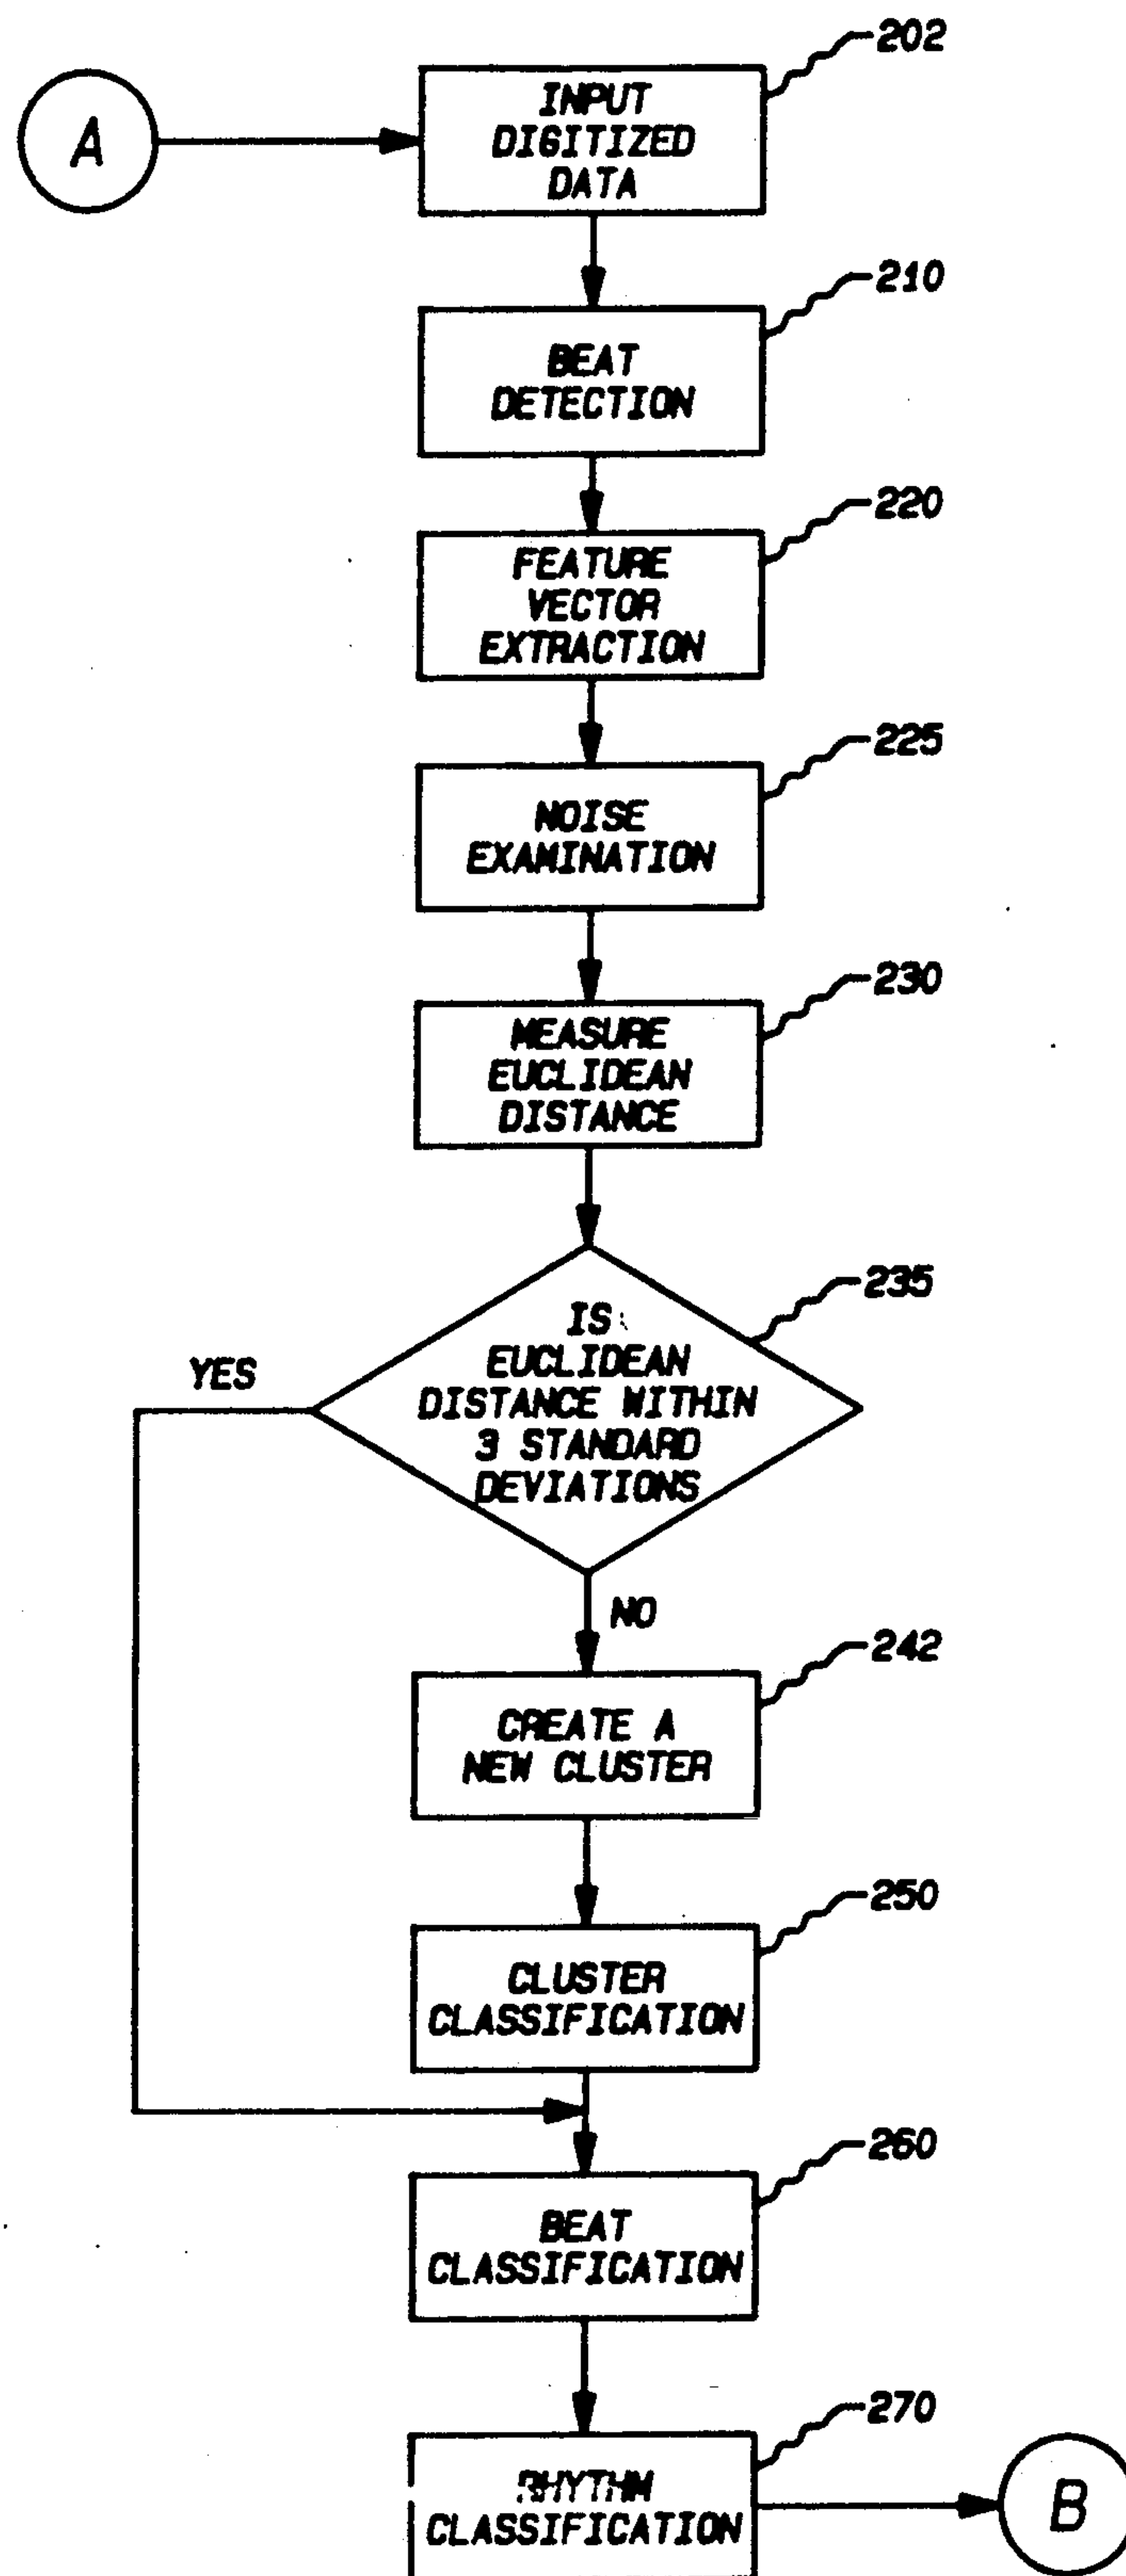 202
A
INPUT
DIGITIZED
DATA
210
BEAT
DETECTION
220
FEATURE
VECTOR
EXTRACTION
225
NOISE
EXAMINATION
230
MEASURE
EUCLIDEAN
DISTANCE
235
IS
EUCLIDEAN
DISTANCE WITHIN
3 STANDARD
DEVIATIONS
YES
NO
242
CREATE A
NEW CLUSTER
250
CLUSTER
CLASSIFICATION
260
BEAT
CLASSIFICATION
270
RHYTHM
CLASSIFICATION
B